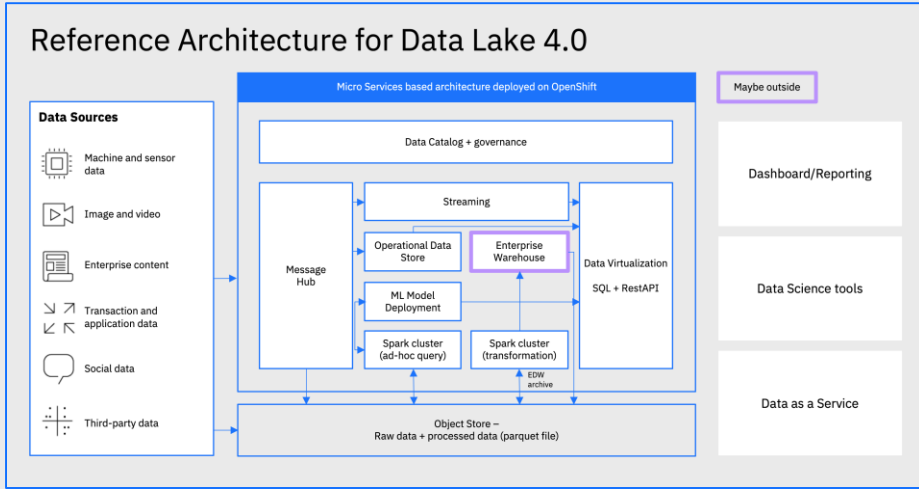 Reference Architecture for Data Lake 4.0
Data Sources
Machine and sensor
data
Image and video
Enterprise content
Transaction and
application data
Social data
Third-party data
Micro Services based architecture deployed on OpenShift
Data Catalog + governance
Message
Hub
Streaming
Operational Data
Store
Enterprise
Warehouse
ML Model
Deployment
Spark cluster
(ad-hoc query)
Spark cluster
(transformation)
EDW
archive
Data Virtualization
SQL + RestAPI
Object Store –
Raw data + processed data (parquet file)
Maybe outside
Dashboard/Reporting
Data Science tools
Data as a Service